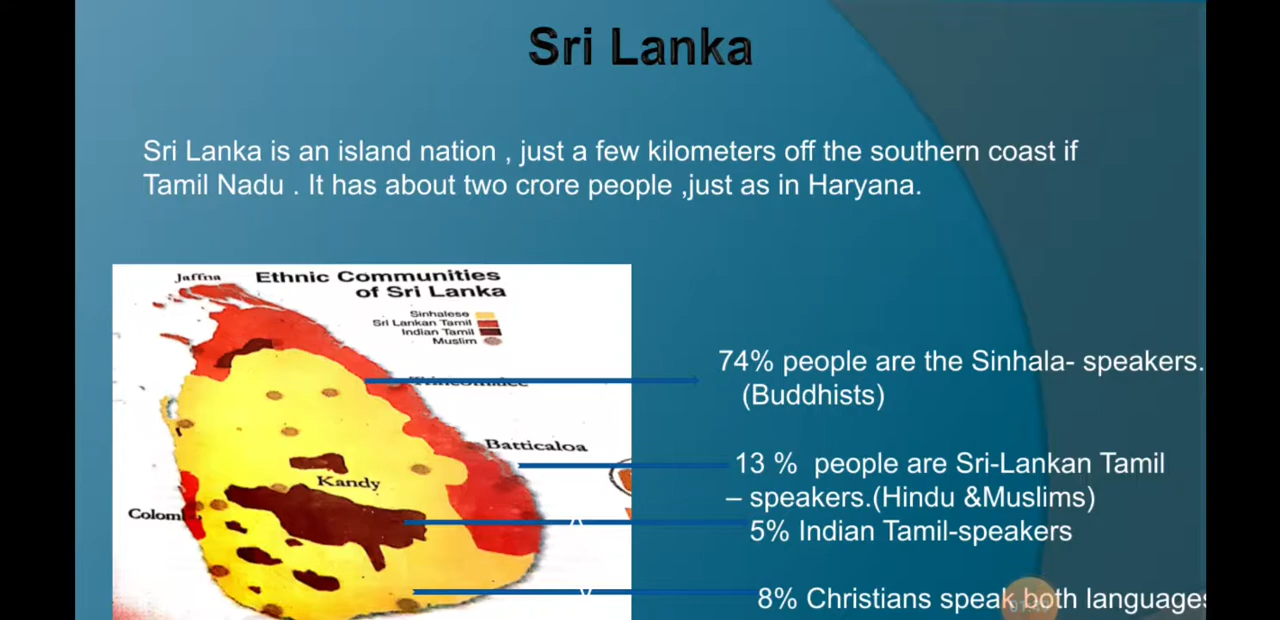 Sri Lanka
Sri Lanka is an island nation , just a few kilometers off the southern coast if
Tamil Nadu . It has about two crore people ,just as in Haryana.
Jaffna
Ethnic Communities
of Sri Lanka
Sinhalese
Sri Lankan Tamil
Indian Tamil
Muslim
Trincomalee
Batticaloa
Kandy
Colom
74% people are the Sinhala- speakers.
(Buddhists)
13 % people are Sri-Lankan Tamil
– speakers.(Hindu &Muslims)
5% Indian Tamil-speakers
8% Christians speak both languages